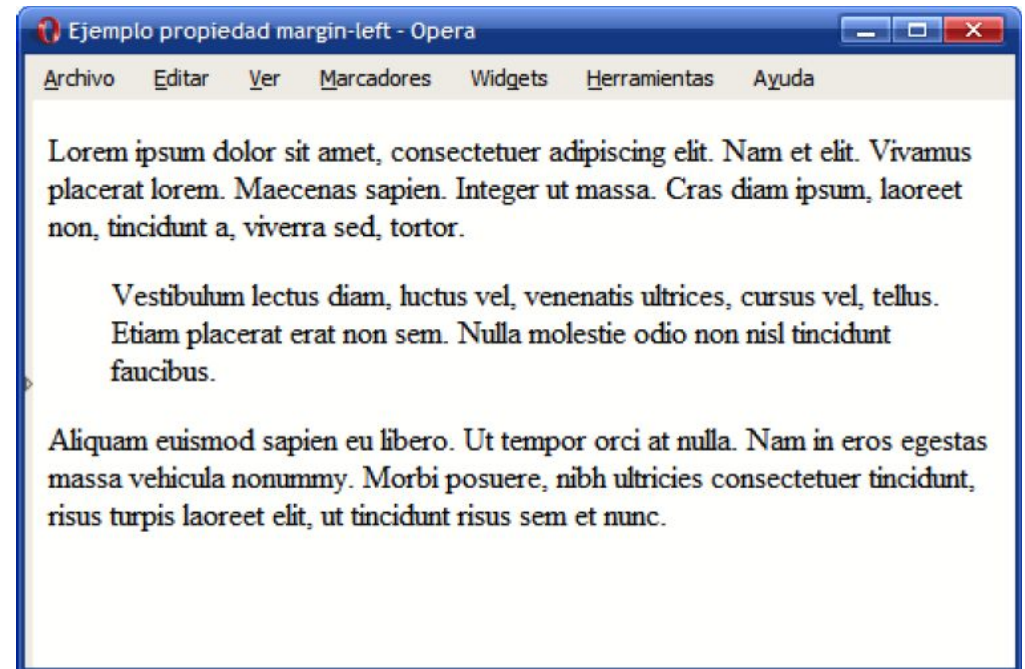 Ejemplo propiedad margin-left - Opera
Archivo Editar Ver Marcadores Widgets Herramientas Ayuda
Lorem ipsum dolor sit amet, consectetuer adipiscing elit. Nam et elit. Vivamus
placerat lorem. Maecenas sapien. Integer ut massa. Cras diam ipsum, laoreet
non, tincidunt a, viverra sed, tortor.
Vestibulum lectus diam, luctus vel, venenatis ultrices, cursus vel, tellus.
Etiam placerat erat non sem. Nulla molestie odio non nisl tincidunt
faucibus.
Aliquam euismod sapien eu libero. Ut tempor orci at nulla. Nam in eros egestas
massa vehicula nonummy. Morbi posuere, nibh ultricies consectetuer tincidunt,
risus turpis laoreet elit, ut tincidunt risus sem et nunc.